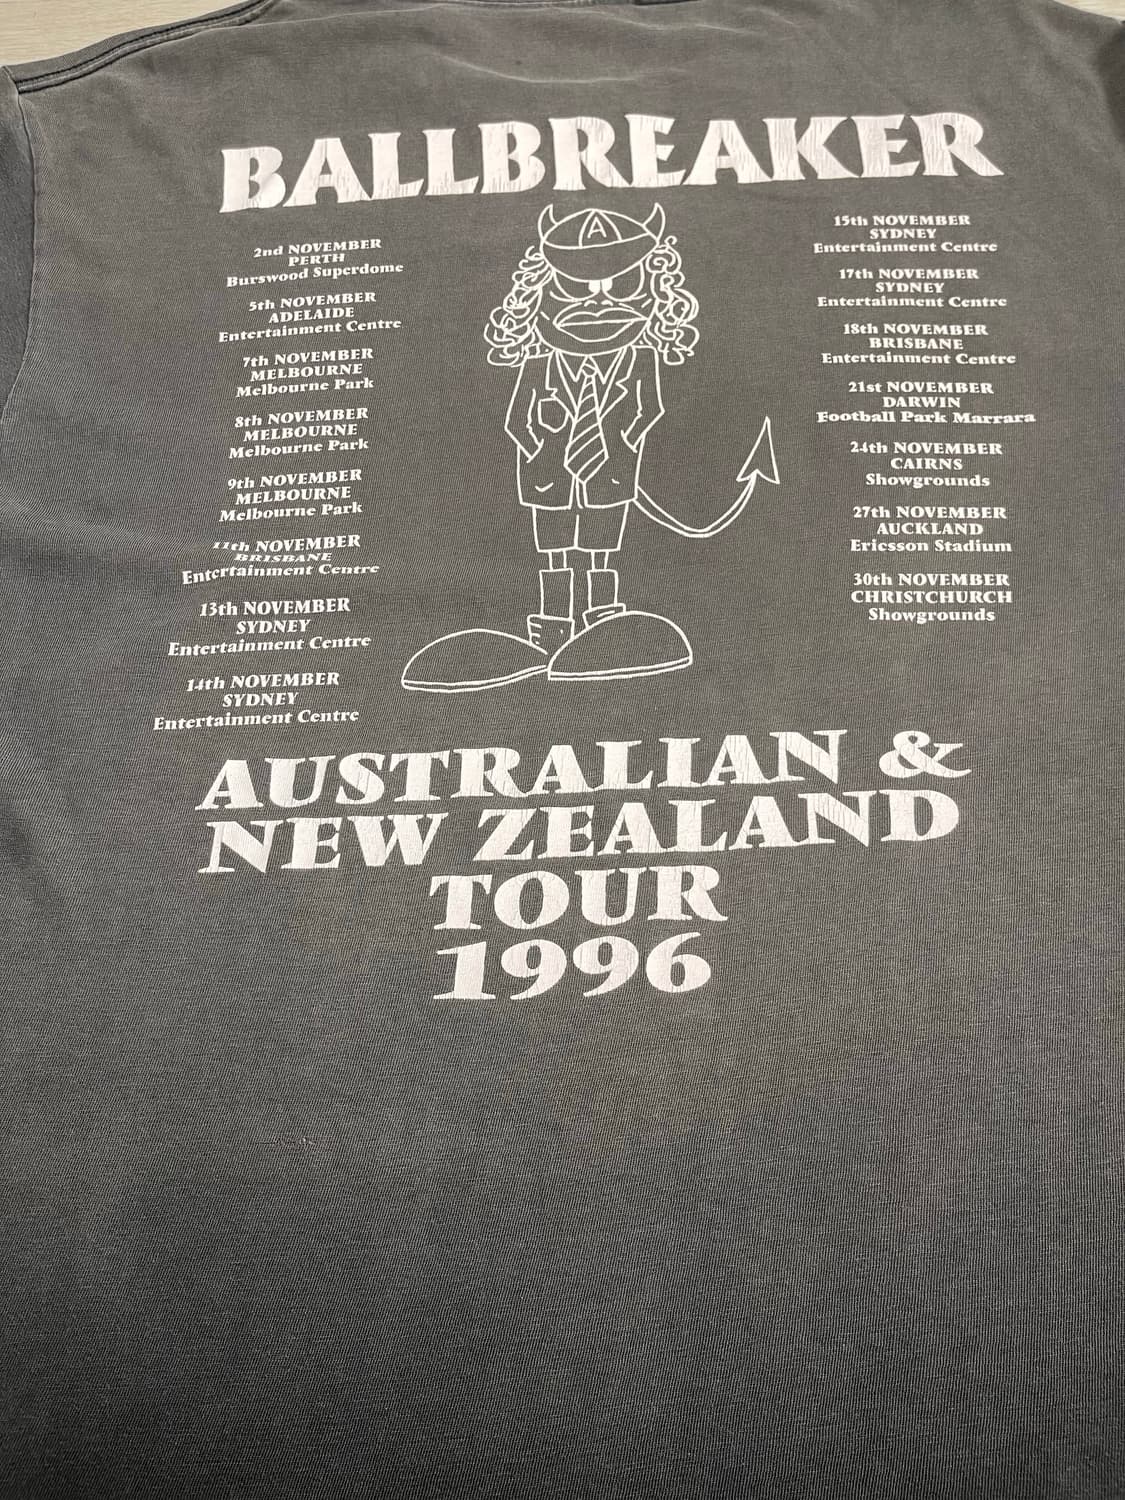 BALLBREAKER
2nd NOVEMBER
PERTH
Burswood Superdome
5th NOVEMBER
ADELAIDE
Entertainment Centre
7th NOVEMBER
MELBOURNE
Melbourne Park
8th NOVEMBER
MELBOURNE
Melbourne Park
9th NOVEMBER
MELBOURNE
Melbourne Park
11th NOVEMBER
BRISBANE
Entertainment Centre
13th NOVEMBER
SYDNEY
Entertainment Centre
14th NOVEMBER
SYDNEY
Entertainment Centre
A
15th NOVEMBER
SYDNEY
Entertainment Centre
17th NOVEMBER
SYDNEY
Entertainment Centre
18th NOVEMBER
BRISBANE
Entertainment Centre
21st NOVEMBER
DARWIN
Football Park Marrara
24th NOVEMBER
CAIRNS
Showgrounds
27th NOVEMBER
AUCKLAND
Ericsson Stadium
30th NOVEMBER
CHRISTCHURCH
Showgrounds
AUSTRALIAN &
NEW ZEALAND
TOUR
1996